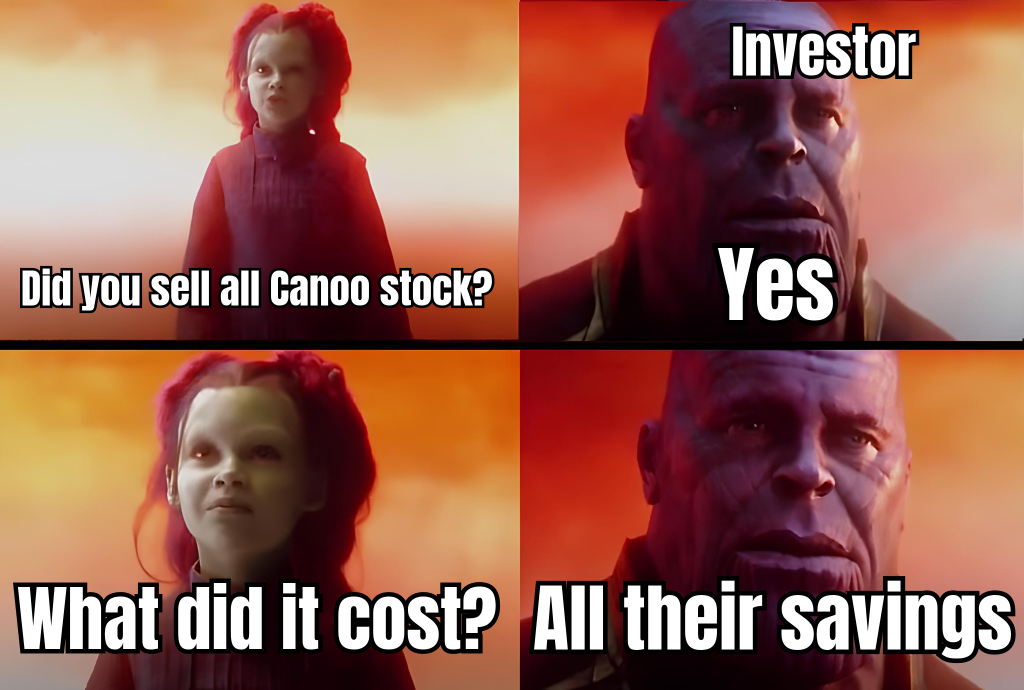 Did you sell all Canoo stock?
Investor
Yes
What did it cost?
All their savings